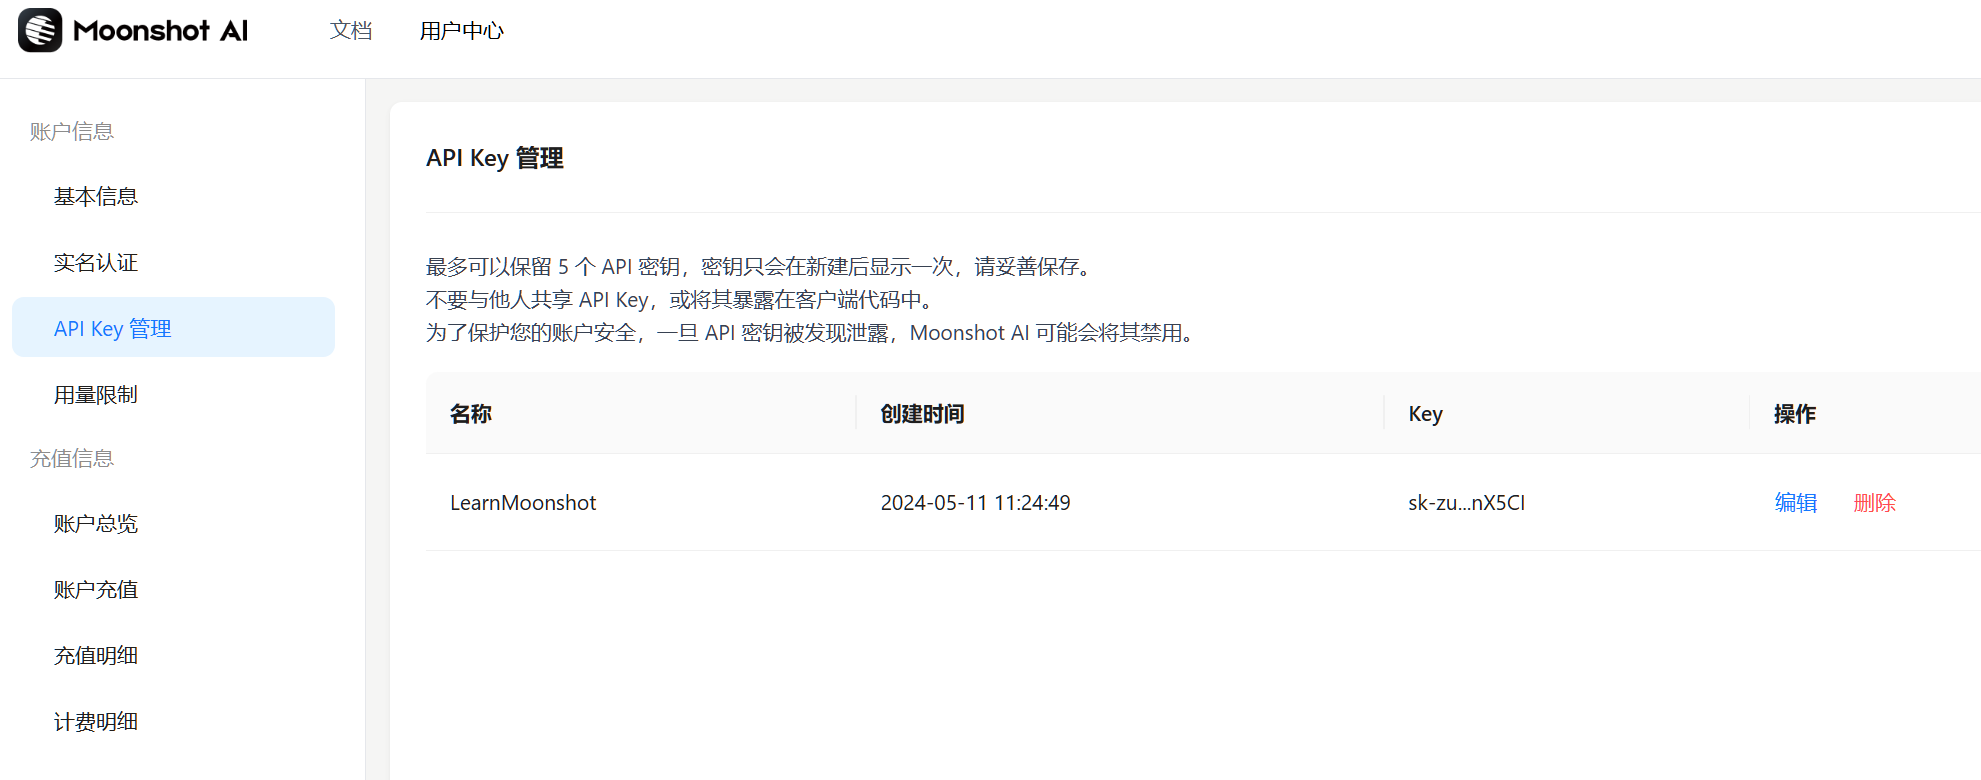 Moonshot AI 文档 用户中心
账户信息
基本信息
实名认证
API Key 管理
用量限制
充值信息
账户总览
账户充值
充值明细
计费明细
API Key 管理
最多可以保留 5 个 API 密钥，密钥只会在新建后显示一次，请妥善保存。
不要与他人共享 API Key，或将其暴露在客户端代码中。
为了保护您的账户安全，一旦 API 密钥被发现泄露，Moonshot AI 可能会将其禁用。
名称 创建时间 Key 操作
LearnMoonshot 2024-05-11 11:24:49 sk-zu...nX5CI 编辑 删除